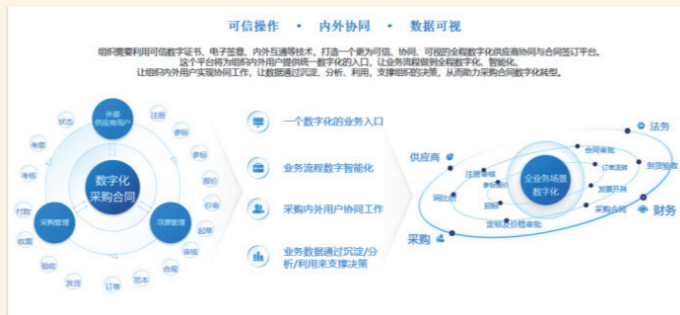 可信操作 • 内外协同 • 数据可视
组织需要利用可信数字证书、电子签章、内外互通等技术，打造一个更为可信、协同、可视的全程数字化供应商协同与合同签订平台。
这个平台将为组织内外用户提供统一数字化的入口，让业务流程做到全程数字化、智能化，
让组织内外用户实现协同工作，让数据通过沉淀、分析、利用，支撑组织的决策，从而助力采购合同数字化转型。
外部
供应商用户
注册
参标
参标
报价
价审
起草
审核
合规
范本
订单
发货
验收
收票
付款
考核
考察
状态
数字化
采购合同
采购管理
一个数字化的业务入口
业务流程数字智能化
采购内外用户协同工作
业务数据通过沉淀/分
析/利用来支撑决策
法务
合同审批
供应商
订单流转
到货验收
注册审核
全业务场景
数字化
发票开具
询比价
招标
采购合同
财务
定标及价格审批
采购